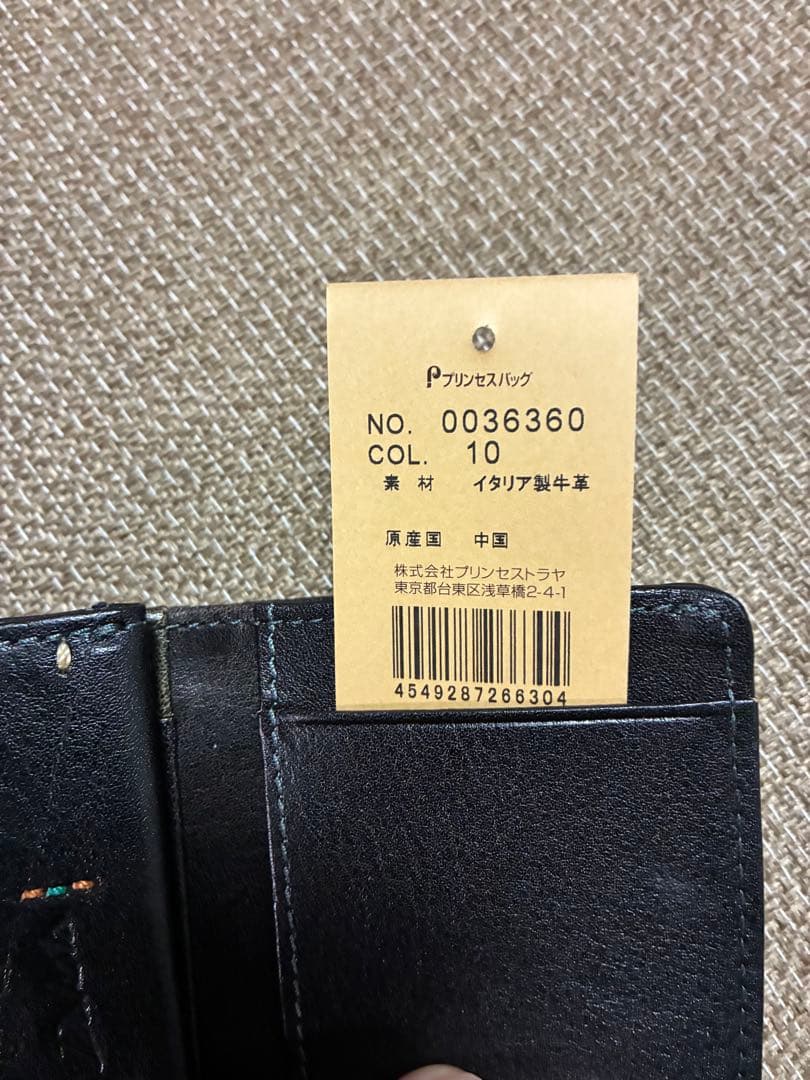 プリンセスバッグ
NO. 0036360
COL. 10
素材 イタリア製牛革
原産国 中国
株式会社プリンセストラヤ
東京都台東区浅草橋2-4-1
4549287266304